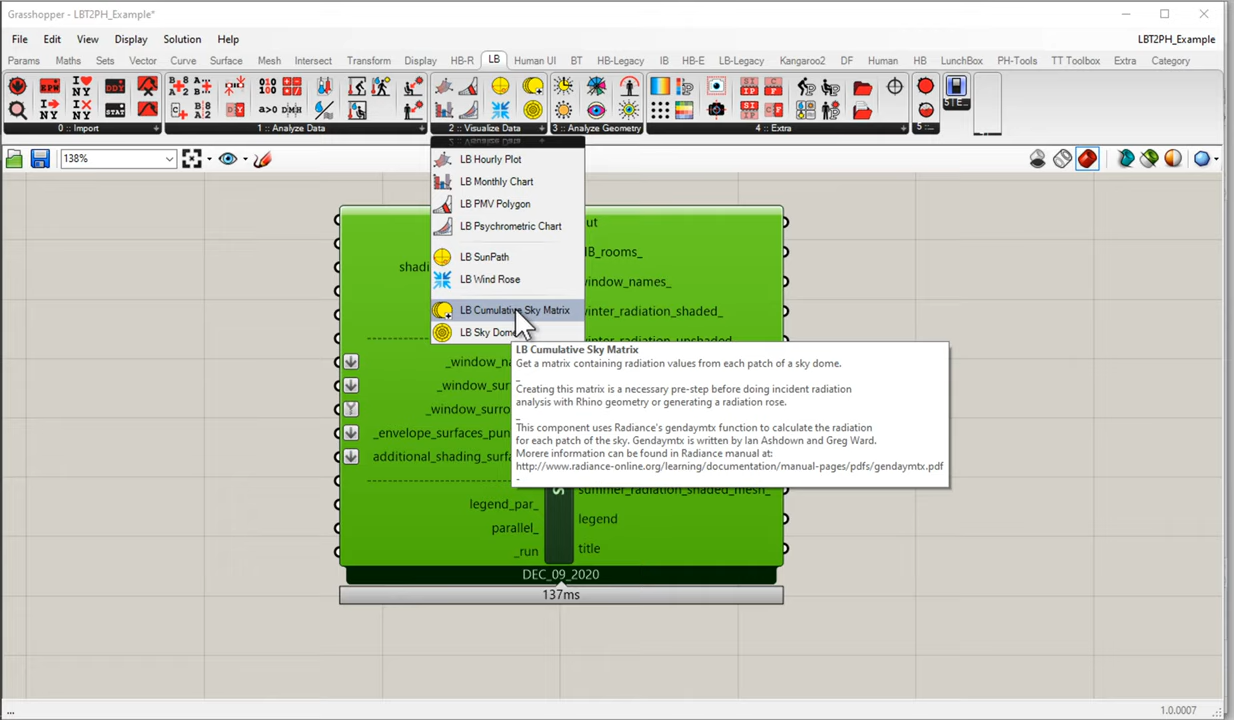 Grasshopper - LBT2PH_Example*
File Edit View Display Solution Help
LBT2PH_Example
Params Maths Sets Vector Curve Surface Mesh Intersect Transform Display HB-R LB Human UI BT HB-Legacy IB HB-E LB-Legacy Kangaroo2 DF Human HB LunchBox PH-Tools TT Toolbox Extra Category
0 :: Import
1 :: Analyze Data
2 :: Visualize Data
3 :: Analyze Geometry
4 :: Extra
5 ::
138%
LB Hourly Plot
LB Monthly Chart
LB PMV Polygon
LB Psychrometric Chart
LB SunPath
LB Wind Rose
LB Cumulative Sky Matrix
LB Sky Dome
LB Cumulative Sky Matrix
Get a matrix containing radiation values from each patch of a sky dome.
_
Creating this matrix is a necessary pre-step before doing incident radiation
analysis with Rhino geometry or generating a radiation rose.
_
This component uses Radiance's gendaymtx function to calculate the radiation
for each patch of the sky. Gendaymtx is written by Ian Ashdown and Greg Ward.
Morere information can be found in Radiance manual at:
http://www.radiance-online.org/learning/documentation/manual-pages/pdfs/gendaymtx.pdf
-
shadi
_window_na
_window_surf
_window_surro
_envelope_surfaces_pun
additional_shading_surfa
legend_par_
parallel_
_run
ut
HB_rooms_
window_names_
winter_radiation_shaded_
winter_radiation_unshaded_
summer_radiation_shaded_mesh_
legend
title
DEC_09_2020
137ms
...
1.0.0007